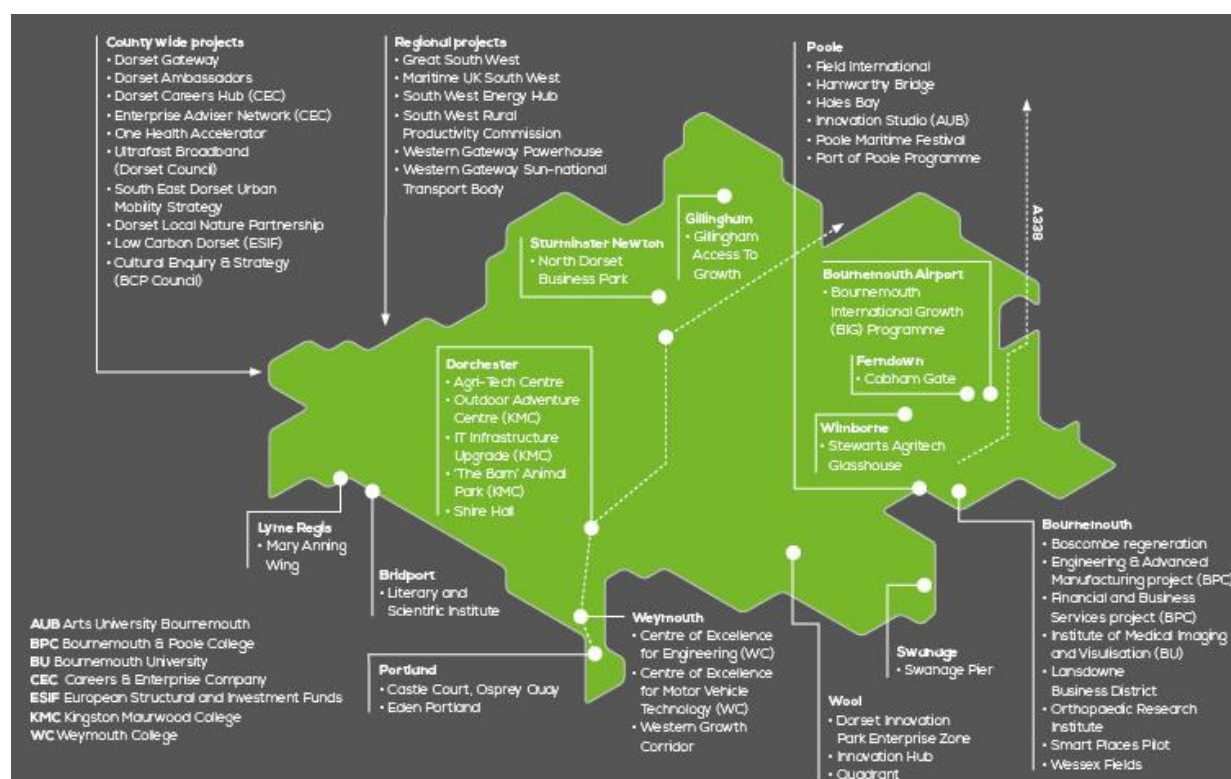 County wide projects
• Dorset Gateway
• Dorset Ambassadors
• Dorset Careers Hub (CEC)
• Enterprise Adviser Network (CEC)
• One Health Accelerator
• Ultrafast Broadband
(Dorset Council)
• South East Dorset Urban
Mobility Strategy
• Dorset Local Nature Partnership
• Low Carbon Dorset (ESIF)
• Cultural Enquiry & Strategy
(BCP Council)
Regional projects
• Great South West
• Maritime UK South West
• South West Energy Hub
• South West Rural
Productivity Commission
• Western Gateway Powerhouse
• Western Gateway Sun-national
Transport Body
Poole
• Field International
• Hamworthy Bridge
• Holes Bay
• Innovation Studio (AUB)
• Poole Maritime Festival
• Port of Poole Programme
A338
Gillingham
• Gillingham
Access To
Growth
Sturminster Newton
• North Dorset
Business Park
Bournemouth Airport
• Bournemouth
International Growth
(BIG) Programme
Ferndown
• Cobham Gate
Wimborne
• Stewarts Agritech
Glasshouse
Dorchester
• Agri-Tech Centre
• Outdoor Adventure
Centre (KMC)
• IT Infrastructure
Upgrade (KMC)
• 'The Barn' Animal
Park (KMC)
• Shire Hall
Lyme Regis
• Mary Anning
Wing
Bridport
• Literary and
Scientific Institute
Portland
• Castle Court, Osprey Quay
• Eden Portland
Weymouth
• Centre of Excellence
for Engineering (WC)
• Centre of Excellence
for Motor Vehicle
Technology (WC)
• Western Growth
Corridor
Wool
• Dorset Innovation
Park Enterprise Zone
• Innovation Hub
• Quadrant
Swanage
• Swanage Pier
Bournemouth
• Boscombe regeneration
• Engineering & Advanced
Manufacturing project (BPC)
• Financial and Business
Services project (BPC)
• Institute of Medical Imaging
and Visulisation (BU)
• Lansdowne
Business District
• Orthopaedic Research
Institute
• Smart Places Pilot
• Wessex Fields
AUB Arts University Bournemouth
BPC Bournemouth & Poole College
BU Bournemouth University
CEC Careers & Enterprise Company
ESIF European Structural and Investment Funds
KMC Kingston Maurwood College
WC Weymouth College